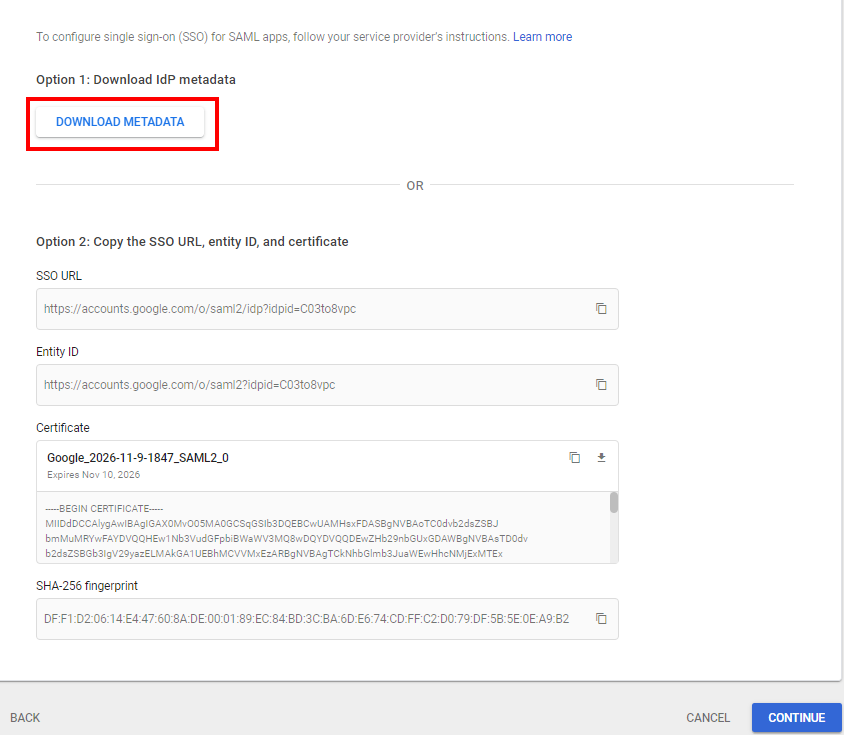 To configure single sign-on (SSO) for SAML apps, follow your service provider's instructions. Learn more
Option 1: Download IdP metadata
DOWNLOAD METADATA
OR
Option 2: Copy the SSO URL, entity ID, and certificate
SSO URL
https://accounts.google.com/o/saml2/idp?idpid=C03to8vpc
Entity ID
https://accounts.google.com/o/saml2?idpid=C03to8vpc
Certificate
Google_2026-11-9-1847_SAML2_0
Expires Nov 10, 2026
-----BEGIN CERTIFICATE-----
MIIDdDCCAlygAwIBAgIGAX0MvO05MA0GCSqGSIb3DQEBCwUAMHsxFDASBgNVBAoTC0dvb2dsZSBJ
bmMuMRYwFAYDVQQHEw1Nb3VudGFpbiBWaWV3MQ8wDQYDVQQDEwZHb29nbGUxGDAWBgNVBAsTD0dv
b2dsZSBGb3IgV29yazELMAkGA1UEBhMCVVMxEzARBgNVBAgTCkNhbGlmb3JuaWEwHhcNMjExMTEx
SHA-256 fingerprint
DF:F1:D2:06:14:E4:47:60:8A:DE:00:01:89:EC:84:BD:3C:BA:6D:E6:74:CD:FF:C2:D0:79:DF:5B:5E:0E:A9:B2
BACK
CANCEL
CONTINUE